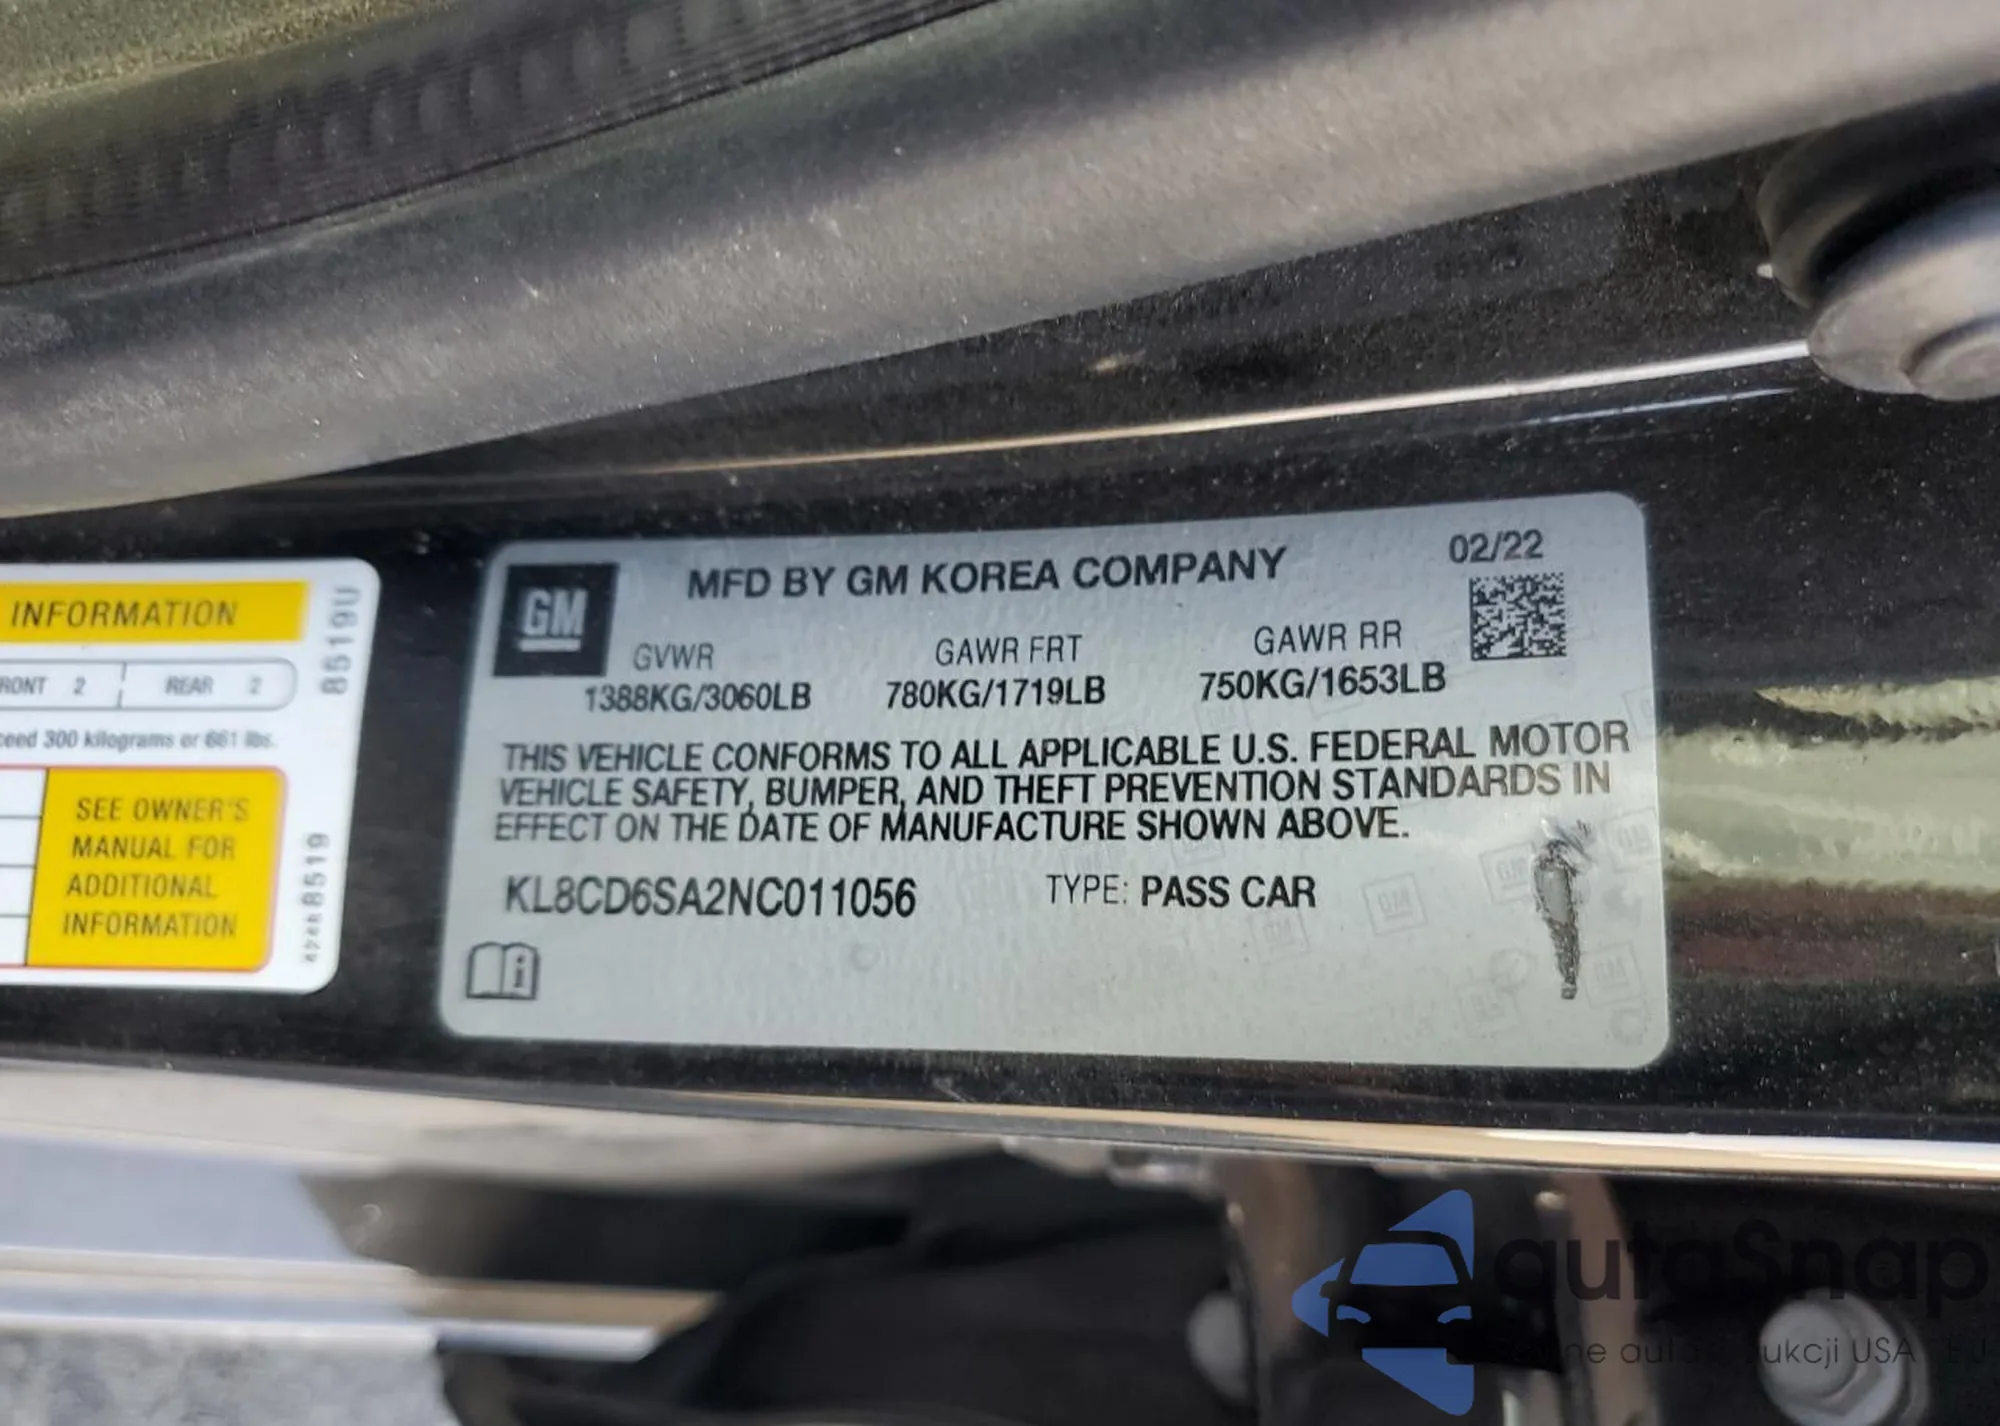 INFORMATION
RONT 2
REAR 2
ceed 300 kilograms or 661 lbs.
SEE OWNER'S
MANUAL FOR
ADDITIONAL
INFORMATION
8519U
42688519
GM
MFD BY GM KOREA COMPANY
02/22
GVWR
GAWR FRT
GAWR RR
1388KG/3060LB
780KG/1719LB
750KG/1653LB
THIS VEHICLE CONFORMS TO ALL APPLICABLE U.S. FEDERAL MOTOR
VEHICLE SAFETY, BUMPER, AND THEFT PREVENTION STANDARDS IN
EFFECT ON THE DATE OF MANUFACTURE SHOWN ABOVE.
KL8CD6SA2NC011056
TYPE: PASS CAR
autaSnap
USA